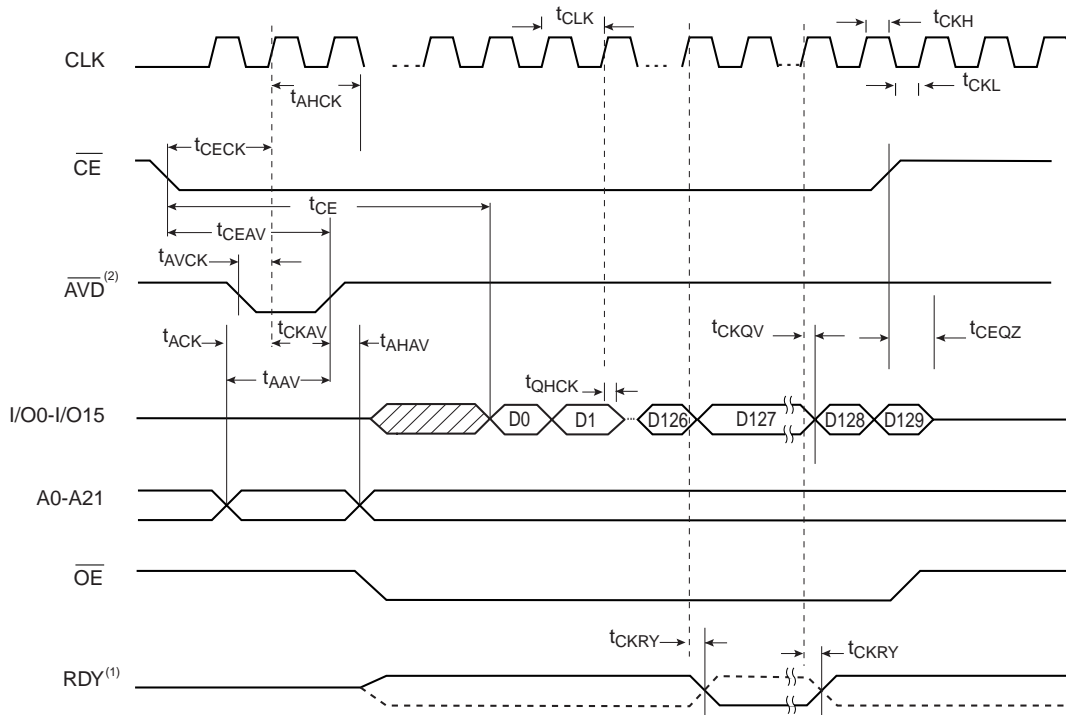 tCLK
tCKH
CLK
tCKL
tAHCK
tCECK
CE
tCE
tCEAV
tAVCK
AVD(2)
tACK
tCKAV
tAHAV
tCKQV
tCEQZ
tAAV
tQHCK
I/O0-I/O15
D0
D1
D126
D127
D128
D129
A0-A21
OE
tCKRY
tCKRY
RDY(1)